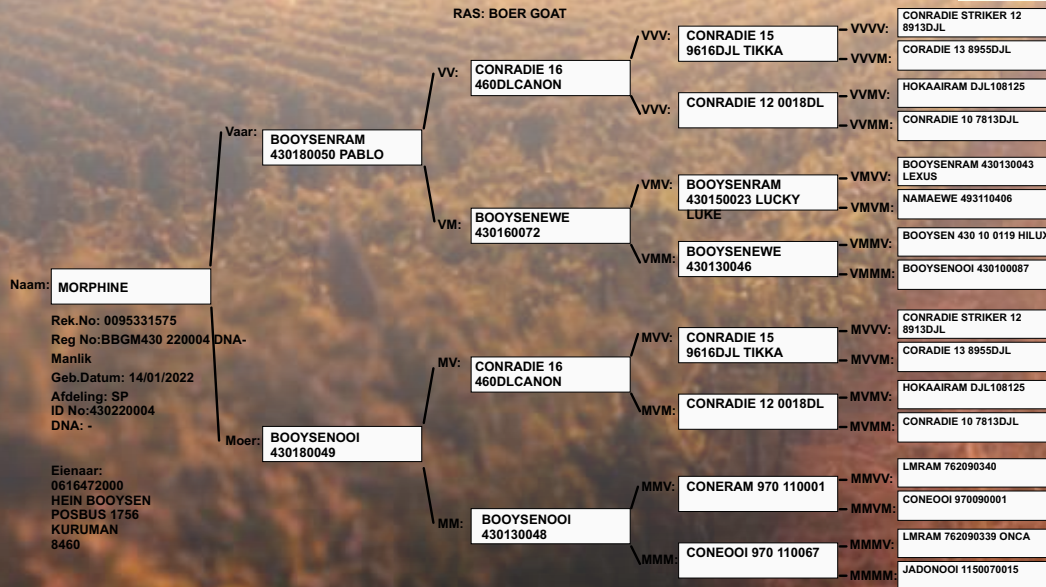 RAS: BOER GOAT
Naam:
MORPHINE
Rek.No: 0095331575
Reg No:BBGM430 220004 DNA-
Manlik
Geb.Datum: 14/01/2022
Afdeling: SP
ID No:430220004
DNA: -
Eienaar:
0616472000
HEIN BOOYSEN
POSBUS 1756
KURUMAN
8460
Vaar:
BOOYSENRAM
430180050 PABLO
Moer:
BOOYSENOOI
430180049
VV:
CONRADIE 16
460DLCANON
VM:
BOOYSENEWE
430160072
MV:
CONRADIE 16
460DLCANON
MM:
BOOYSENOOI
430130048
VVV:
CONRADIE 15
9616DJL TIKKA
VVV:
CONRADIE 12 0018DL
VMV:
BOOYSENRAM
430150023 LUCKY
LUKE
VMM:
BOOYSENEWE
430130046
MVV:
CONRADIE 15
9616DJL TIKKA
MVM:
CONRADIE 12 0018DL
MMV:
CONERAM 970 110001
MMM:
CONEOOI 970 110067
VVVV:
CONRADIE STRIKER 12
8913DJL
VVVM:
CORADIE 13 8955DJL
VVMV:
HOKAAIRAM DJL108125
VVMM:
CONRADIE 10 7813DJL
VMVV:
BOOYSENRAM 430130043
LEXUS
VMVM:
NAMAEWE 493110406
VMMV:
BOOYSEN 430 10 0119 HILUX
VMMM:
BOOYSENOOI 430100087
MVVV:
CONRADIE STRIKER 12
8913DJL
MVVM:
CORADIE 13 8955DJL
MVMV:
HOKAAIRAM DJL108125
MVMM:
CONRADIE 10 7813DJL
MMVV:
LMRAM 762090340
MMVM:
CONEOOI 970090001
MMMV:
LMRAM 762090339 ONCA
MMMM:
JADONOOI 1150070015